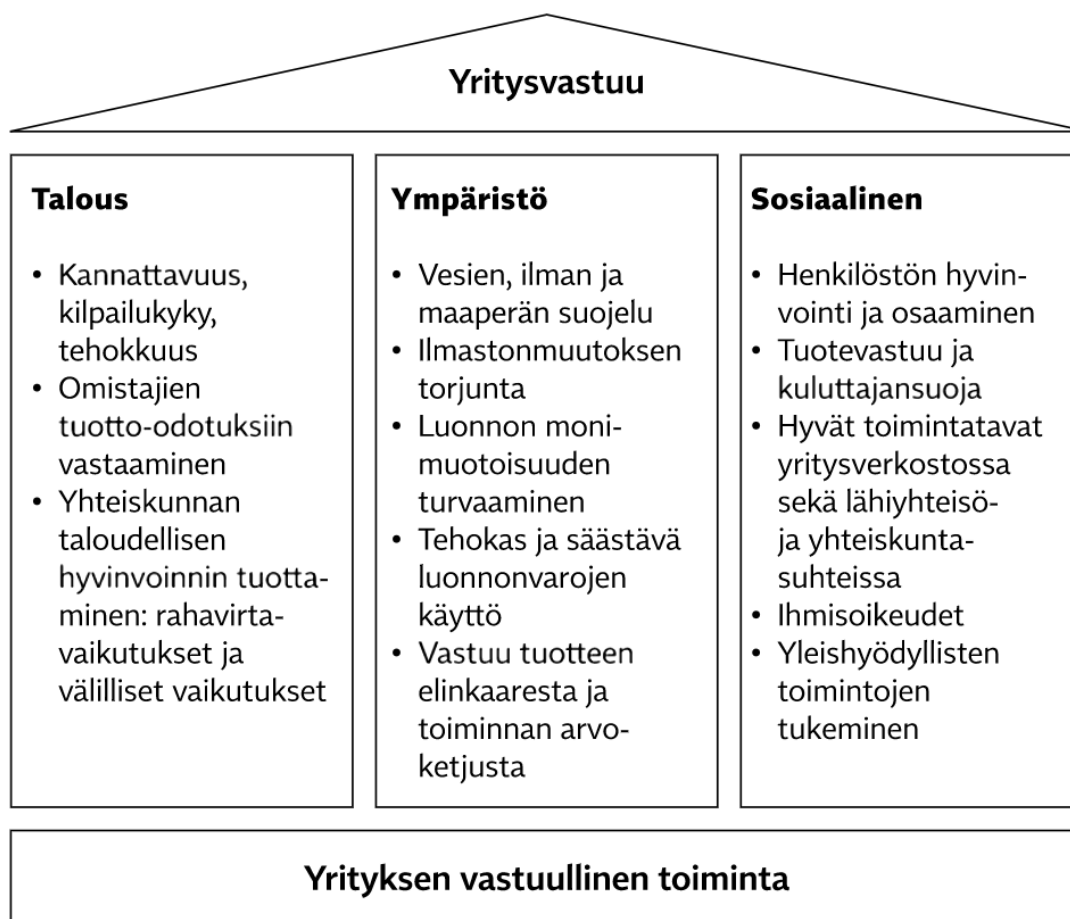 Yritysvastuu
Talous
• Kannattavuus,
kilpailukyky,
tehokkuus
• Omistajien
tuotto-odotuksiin
vastaaminen
• Yhteiskunnan
taloudellisen
hyvinvoinnin tuotta-
minen: rahavirta-
vaikutukset ja
välilliset vaikutukset
Ympäristö
• Vesien, ilman ja
maaperän suojelu
• Ilmastonmuutoksen
torjunta
• Luonnon moni-
muotoisuuden
turvaaminen
• Tehokas ja säästävä
luonnonvarojen
käyttö
• Vastuu tuotteen
elinkaaresta ja
toiminnan arvo-
ketjusta
Sosiaalinen
• Henkilöstön hyvin-
vointi ja osaaminen
• Tuotevastuu ja
kuluttajansuoja
• Hyvät toimintatavat
yritysverkostossa
sekä lähiyhteisö-
ja yhteiskunta-
suhteissa
• Ihmisoikeudet
• Yleishyödyllisten
toimintojen
tukeminen
Yrityksen vastuullinen toiminta